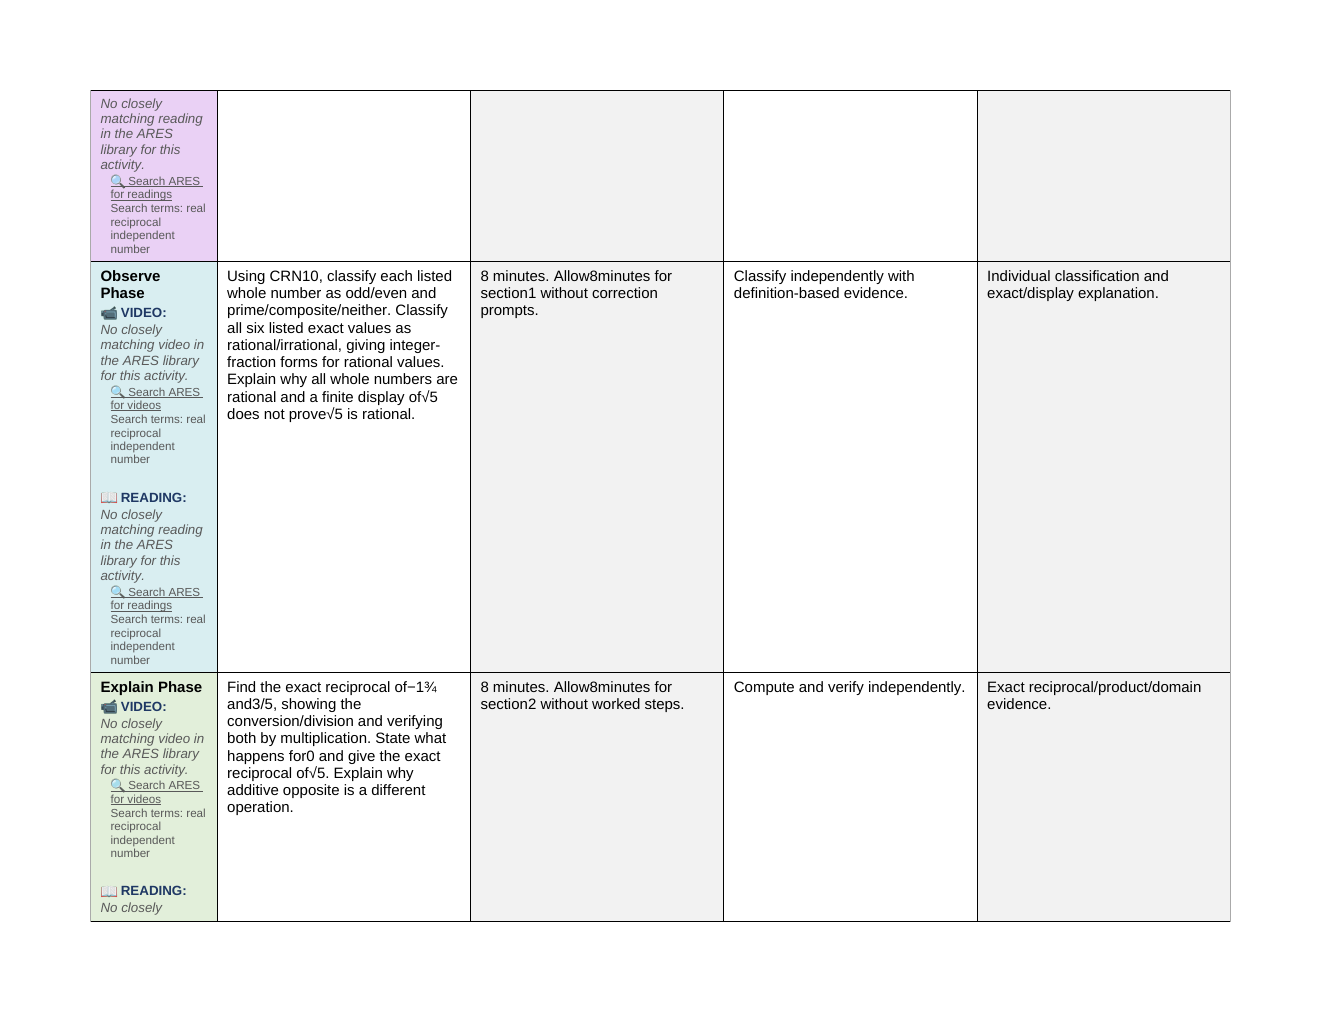 No closely
matching reading
in the ARES
library for this
activity.
🔍 Search ARES
for readings
Search terms: real
reciprocal
independent
number
Observe
Phase
📹 VIDEO:
No closely
matching video in
the ARES library
for this activity.
🔍 Search ARES
for videos
Search terms: real
reciprocal
independent
number
📖 READING:
No closely
matching reading
in the ARES
library for this
activity.
🔍 Search ARES
for readings
Search terms: real
reciprocal
independent
number
Using CRN10, classify each listed
whole number as odd/even and
prime/composite/neither. Classify
all six listed exact values as
rational/irrational, giving integer-
fraction forms for rational values.
Explain why all whole numbers are
rational and a finite display of√5
does not prove√5 is rational.
8 minutes. Allow8minutes for
section1 without correction
prompts.
Classify independently with
definition-based evidence.
Individual classification and
exact/display explanation.
Explain Phase
📹 VIDEO:
No closely
matching video in
the ARES library
for this activity.
🔍 Search ARES
for videos
Search terms: real
reciprocal
independent
number
📖 READING:
No closely
Find the exact reciprocal of−1¾
and3/5, showing the
conversion/division and verifying
both by multiplication. State what
happens for0 and give the exact
reciprocal of√5. Explain why
additive opposite is a different
operation.
8 minutes. Allow8minutes for
section2 without worked steps.
Compute and verify independently.
Exact reciprocal/product/domain
evidence.